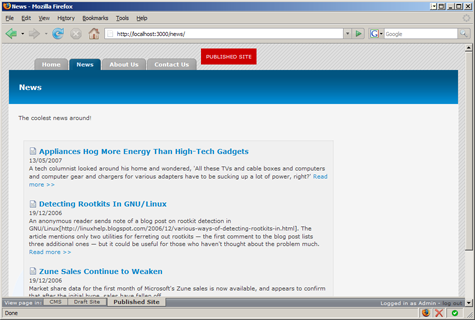 News - Mozilla Firefox
File Edit View History Bookmarks Tools Help
http://localhost:3000/news/
Google
PUBLISHED SITE
Home News About Us Contact Us
News
The coolest news around!
Appliances Hog More Energy Than High-Tech Gadgets
13/05/2007
A tech columnist looked around his home and wondered, 'All these TVs and cable boxes and computers
and computer gear and chargers for various adapters have to be sucking up a lot of power, right?' Read
more >>
Detecting Rootkits In GNU/Linux
19/12/2006
An anonymous reader sends note of a blog post on rootkit detection in
GNU/Linux[http://linuxhelp.blogspot.com/2006/12/various-ways-of-detecting-rootkits-in.html]. The
article mentions only two utilities for ferreting out rootkits — the first comment to the blog post lists
three additional ones — but it could be useful for those who haven't thought about the problem much.
Read more >>
Zune Sales Continue to Weaken
19/12/2006
Market share data for the first month of Microsoft's Zune sales is now available, and appears to confirm
that after the initial hype, sales have fallen off
View page in: CMS Draft Site Published Site Logged in as Admin - log out
Done